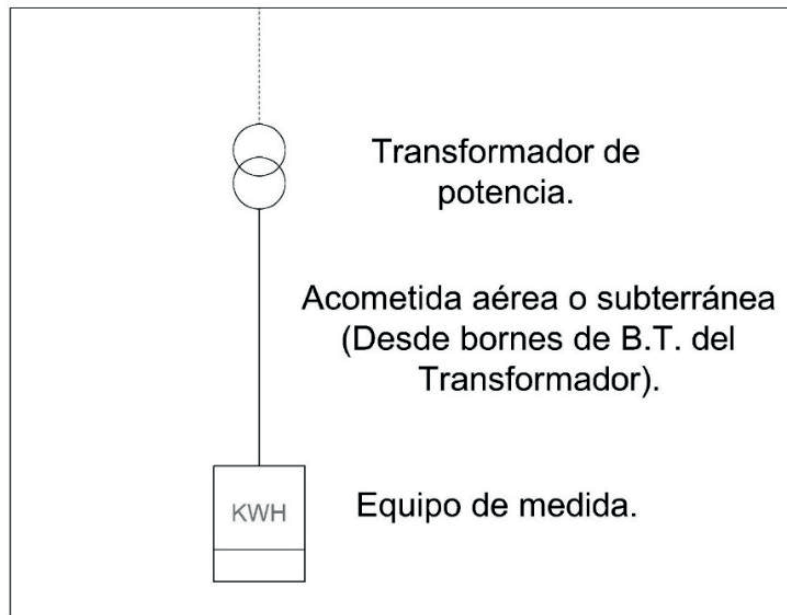 Transformador de
potencia.
Acometida aérea o subterránea
(Desde bornes de B.T. del
Transformador).
KWH
Equipo de medida.